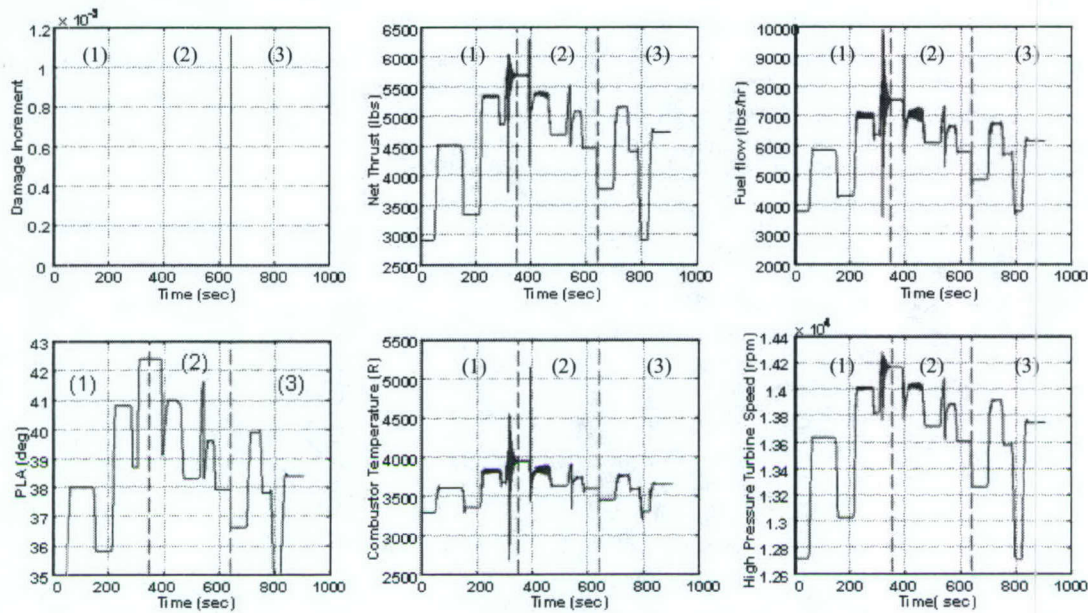 × 10⁻³
1.2
1
0.8
0.6
0.4
0.2
0
(1) (2) (3)
Damage Increment
0 200 400 600 800 1000
Time (sec)
6500
6000
5500
5000
4500
4000
3500
3000
2500
(1) (2) (3)
Net Thrust (lbs)
0 200 400 600 800 1000
Time (sec)
10000
9000
8000
7000
6000
5000
4000
3000
2000
(1) (2) (3)
Fuel flow (lbs/hr)
0 200 400 600 800 1000
Time (sec)
43
42
41
40
39
38
37
36
35
(1) (2) (3)
PLA (deg)
0 200 400 600 800 1000
Time (sec)
5500
5000
4500
4000
3500
3000
2500
(1) (2) (3)
Combustor Temperature (R)
0 200 400 600 800 1000
Time (sec)
× 10⁴
1.44
1.42
1.4
1.38
1.36
1.34
1.32
1.3
1.28
1.26
(1) (2) (3)
High Pressure Turbine Speed (rpm)
0 200 400 600 800 1000
Time( sec)